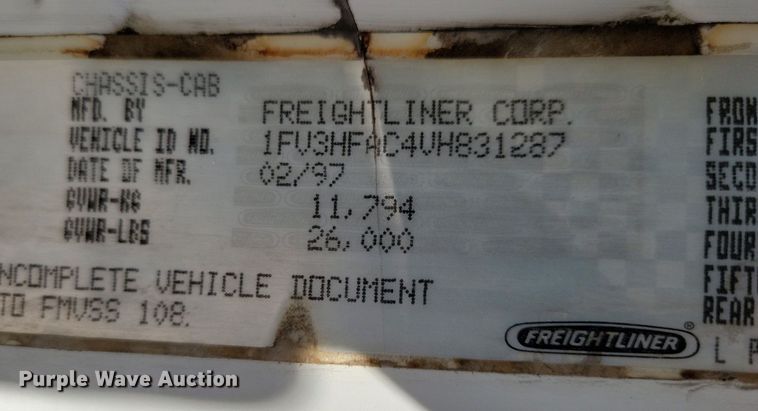 CHASSIS-CAB
MFD. BY FREIGHTLINER CORP.
VEHICLE ID NO. 1FV3HFAC4VH831287
DATE OF MFR. 02/97
GVWR-KG 11,794
GVWR-LBS 26,000
NCOMPLETE VEHICLE DOCUMENT
TO FMVSS 108.
FRON
FIRS
SECO
THIR
FOUR
FIFT
REAR
FREIGHTLINER®
L P
Purple Wave Auction